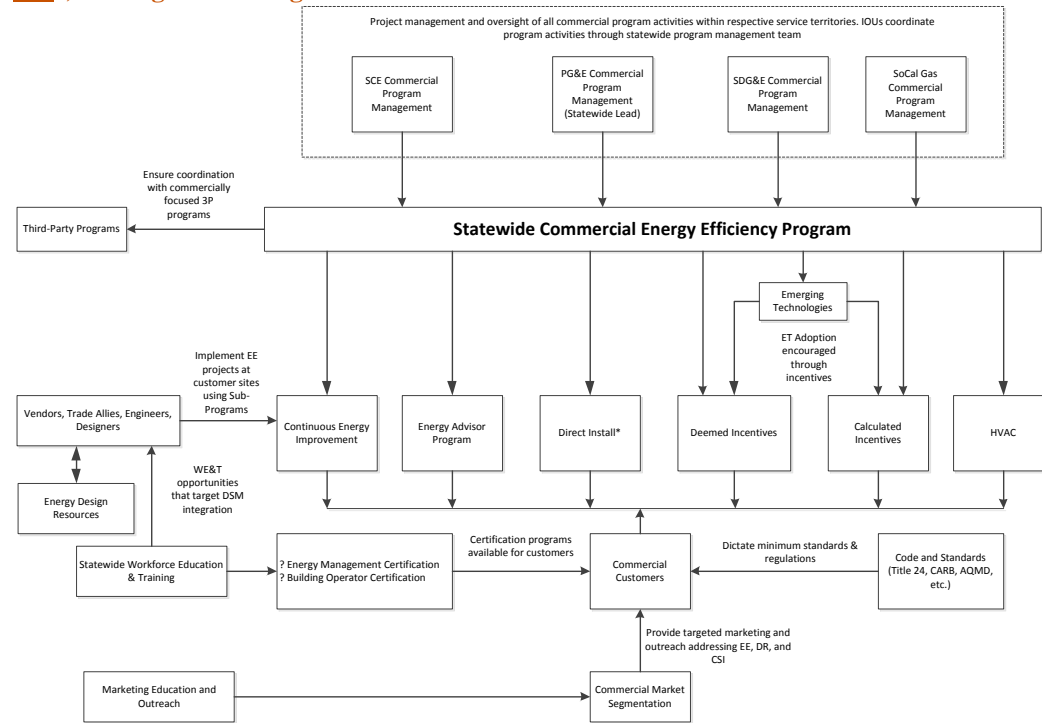 Project management and oversight of all commercial program activities within respective service territories. IOUs coordinate
program activities through statewide program management team
SCE Commercial
Program
Management
PG&E Commercial
Program
Management
(Statewide Lead)
SDG&E Commercial
Program
Management
SoCal Gas
Commercial
Program
Management
Ensure coordination
with commercially
focused 3P
programs
Third-Party Programs
Statewide Commercial Energy Efficiency Program
Emerging
Technologies
ET Adoption
encouraged
through
incentives
Implement EE
projects at
customer sites
using Sub-
Programs
Vendors, Trade Allies, Engineers,
Designers
Continuous Energy
Improvement
Energy Advisor
Program
Direct Install*
Deemed Incentives
Calculated
Incentives
HVAC
WE&T
opportunities
that target DSM
integration
Energy Design
Resources
Statewide Workforce Education
& Training
? Energy Management Certification
? Building Operator Certification
Certification programs
available for customers
Commercial
Customers
Dictate minimum standards &
regulations
Code and Standards
(Title 24, CARB, AQMD,
etc.)
Provide targeted marketing and
outreach addressing EE, DR, and
CSI
Marketing Education and
Outreach
Commercial Market
Segmentation